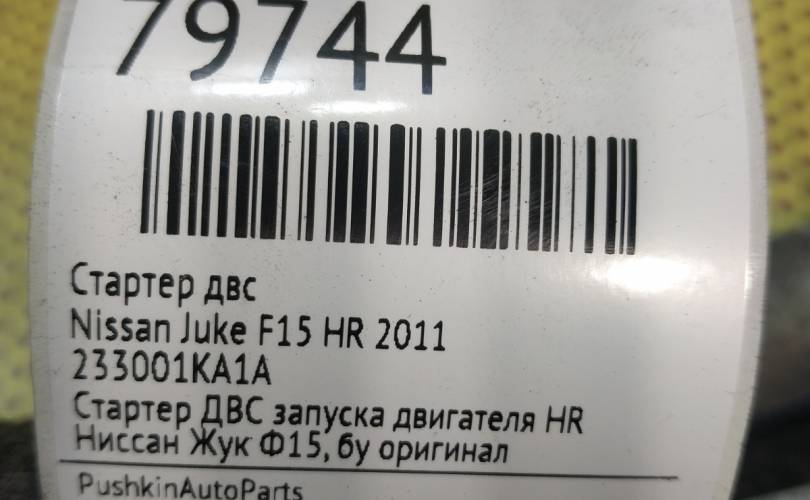 79744
Стартер двс
Nissan Juke F15 HR 2011
233001KA1A
Стартер ДВС запуска двигателя HR
Ниссан Жук Ф15, бу оригинал
PushkinAutoParts